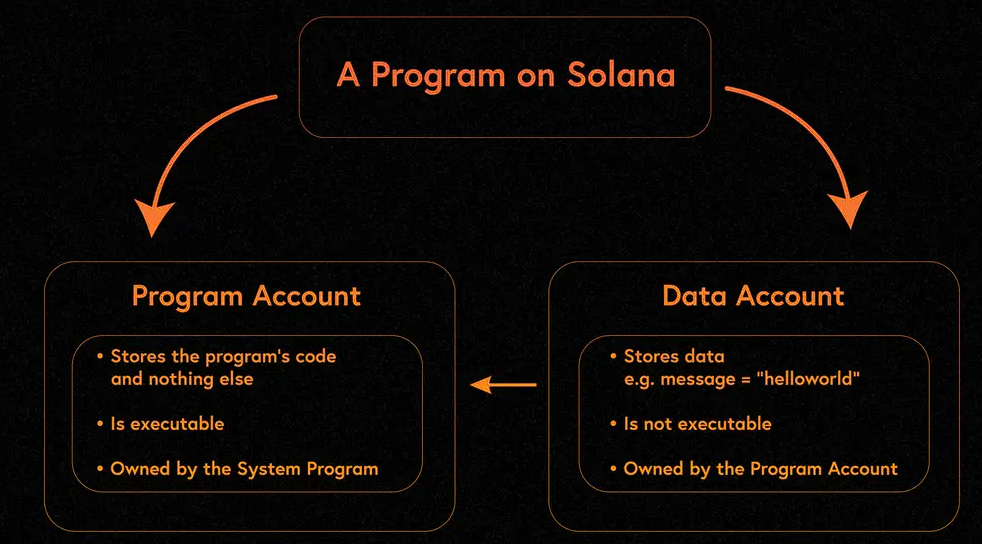 A Program on Solana
Program Account
• Stores the program's code
and nothing else
• Is executable
• Owned by the System Program
Data Account
• Stores data
e.g. message = "helloworld"
• Is not executable
• Owned by the Program Account